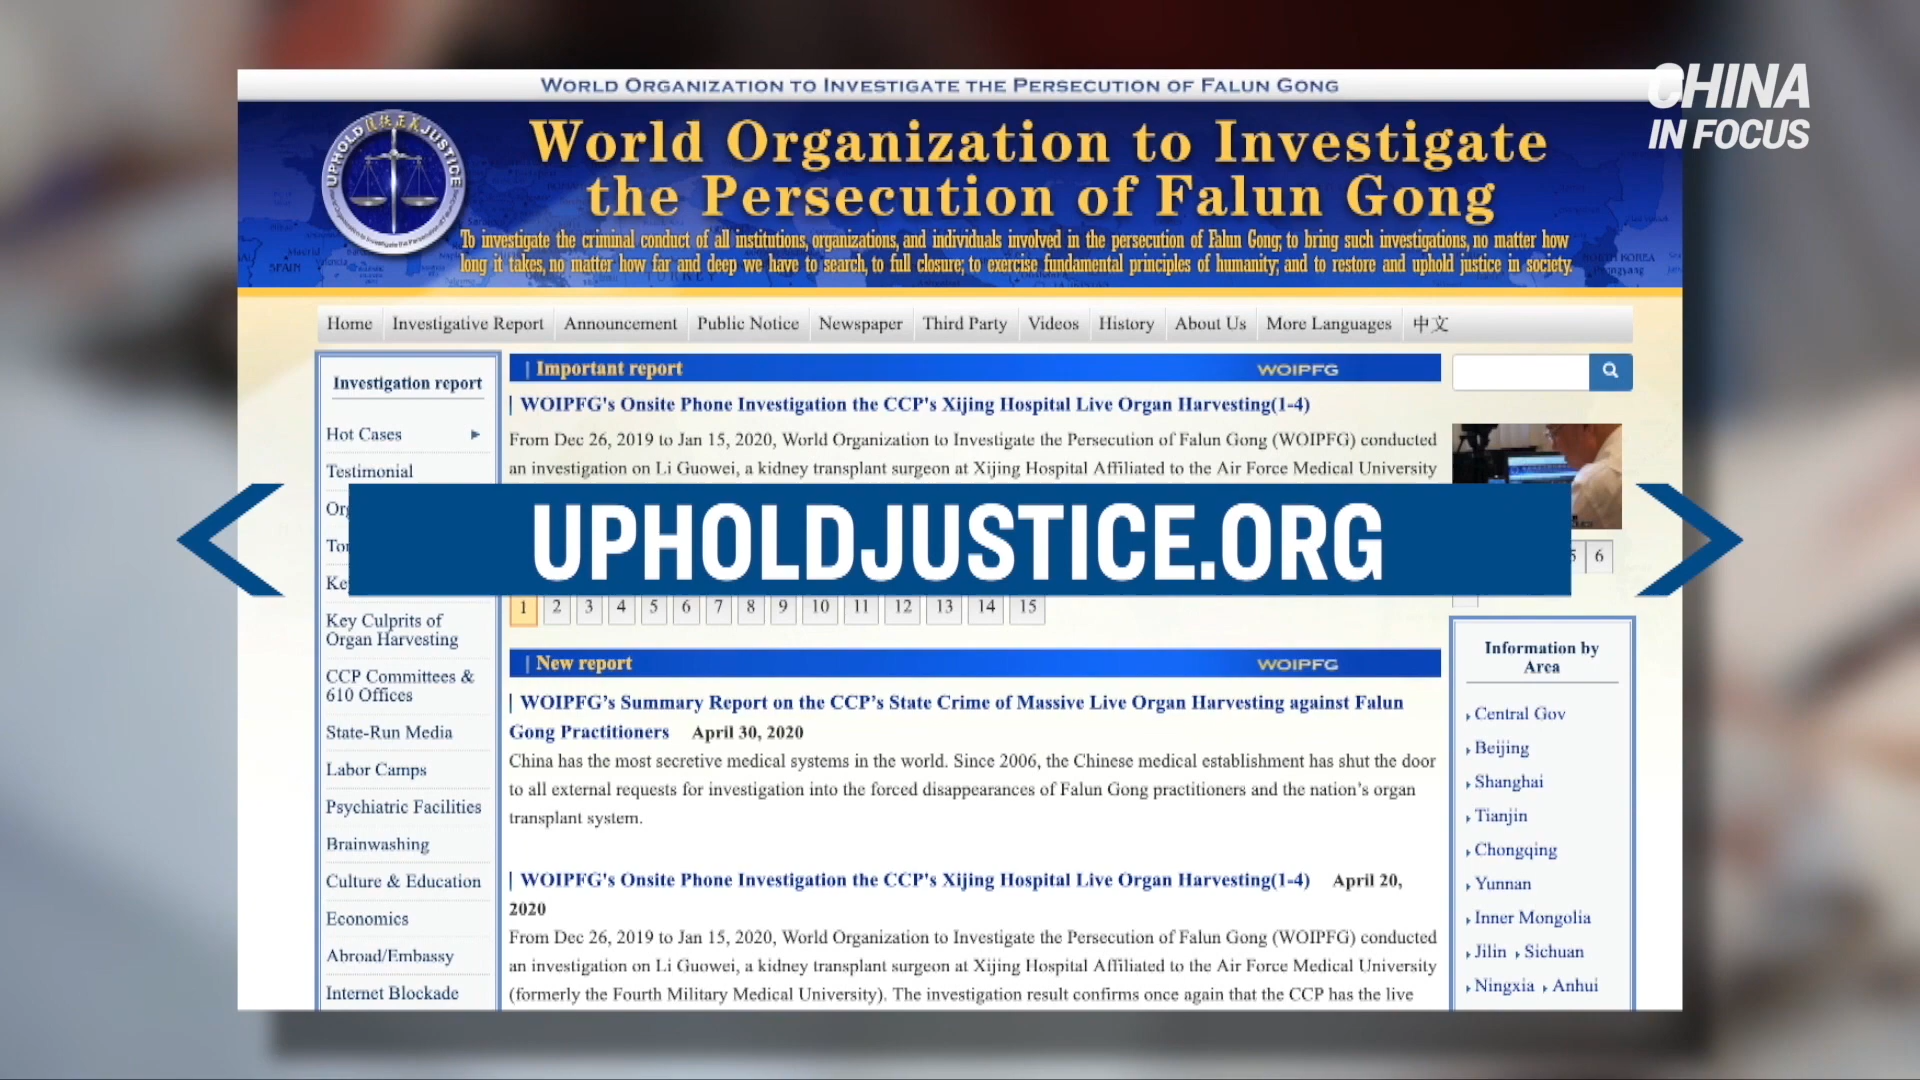 CHINA
IN FOCUS
WORLD ORGANIZATION TO INVESTIGATE THE PERSECUTION OF FALUN GONG
UPHOLD JUSTICE
World Organization to Investigate
the Persecution of Falun Gong
To investigate the criminal conduct of all institutions, organizations, and individuals involved in the persecution of Falun Gong; to bring such investigations, no matter how
long it takes, no matter how far and deep we have to search, to full closure; to exercise fundamental principles of humanity; and to restore and uphold justice in society.
Home Investigative Report Announcement Public Notice Newspaper Third Party Videos History About Us More Languages 中文
Investigation report
Hot Cases
Testimonial
Key Culprits of
Organ Harvesting
CCP Committees &
610 Offices
State-Run Media
Labor Camps
Psychiatric Facilities
Brainwashing
Culture & Education
Economics
Abroad/Embassy
Internet Blockade
| Important report WOIPFG
| WOIPFG's Onsite Phone Investigation the CCP's Xijing Hospital Live Organ Harvesting(1-4)
From Dec 26, 2019 to Jan 15, 2020, World Organization to Investigate the Persecution of Falun Gong (WOIPFG) conducted
an investigation on Li Guowei, a kidney transplant surgeon at Xijing Hospital Affiliated to the Air Force Medical University
UPHOLDJUSTICE.ORG
1 2 3 4 5 6 7 8 9 10 11 12 13 14 15
| New report WOIPFG
| WOIPFG's Summary Report on the CCP's State Crime of Massive Live Organ Harvesting against Falun
Gong Practitioners April 30, 2020
China has the most secretive medical systems in the world. Since 2006, the Chinese medical establishment has shut the door
to all external requests for investigation into the forced disappearances of Falun Gong practitioners and the nation's organ
transplant system.
| WOIPFG's Onsite Phone Investigation the CCP's Xijing Hospital Live Organ Harvesting(1-4) April 20,
2020
From Dec 26, 2019 to Jan 15, 2020, World Organization to Investigate the Persecution of Falun Gong (WOIPFG) conducted
an investigation on Li Guowei, a kidney transplant surgeon at Xijing Hospital Affiliated to the Air Force Medical University
(formerly the Fourth Military Medical University). The investigation result confirms once again that the CCP has the live
5 6
Information by
Area
Central Gov
Beijing
Shanghai
Tianjin
Chongqing
Yunnan
Inner Mongolia
Jilin Sichuan
Ningxia Anhui